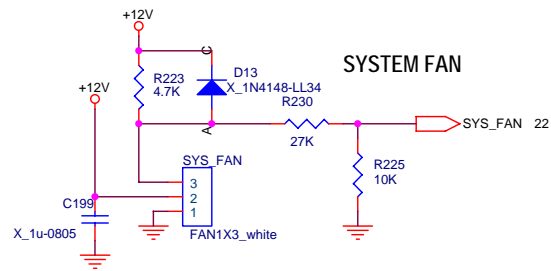 +12V
C
SYSTEM FAN
R223
4.7K
D13
X_1N4148-LL34
+12V
R230
A
SYS_FAN 22
27K
SYS_FAN
R225
10K
3
2
1
C199
X_1u-0805
FAN1X3_white